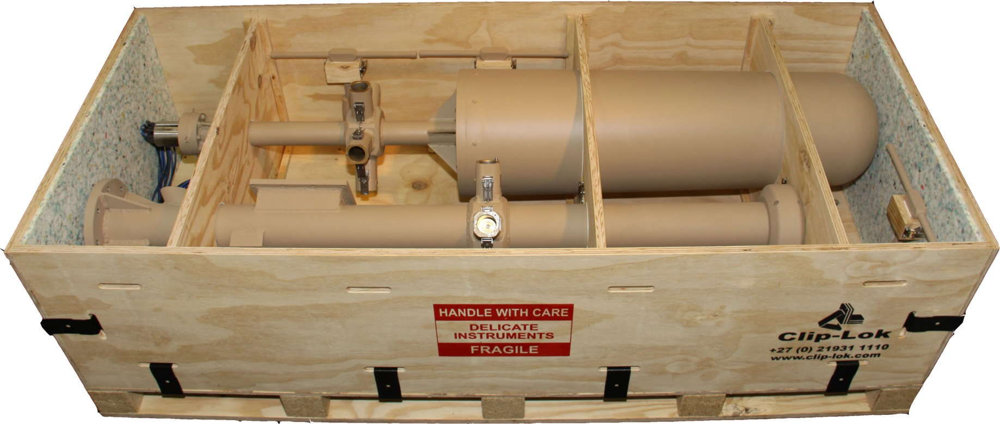 HANDLE WITH CARE
DELICATE
INSTRUMENTS
FRAGILE
Clip-Lok
+27 (0) 21931 1110
www.clip-lok.com